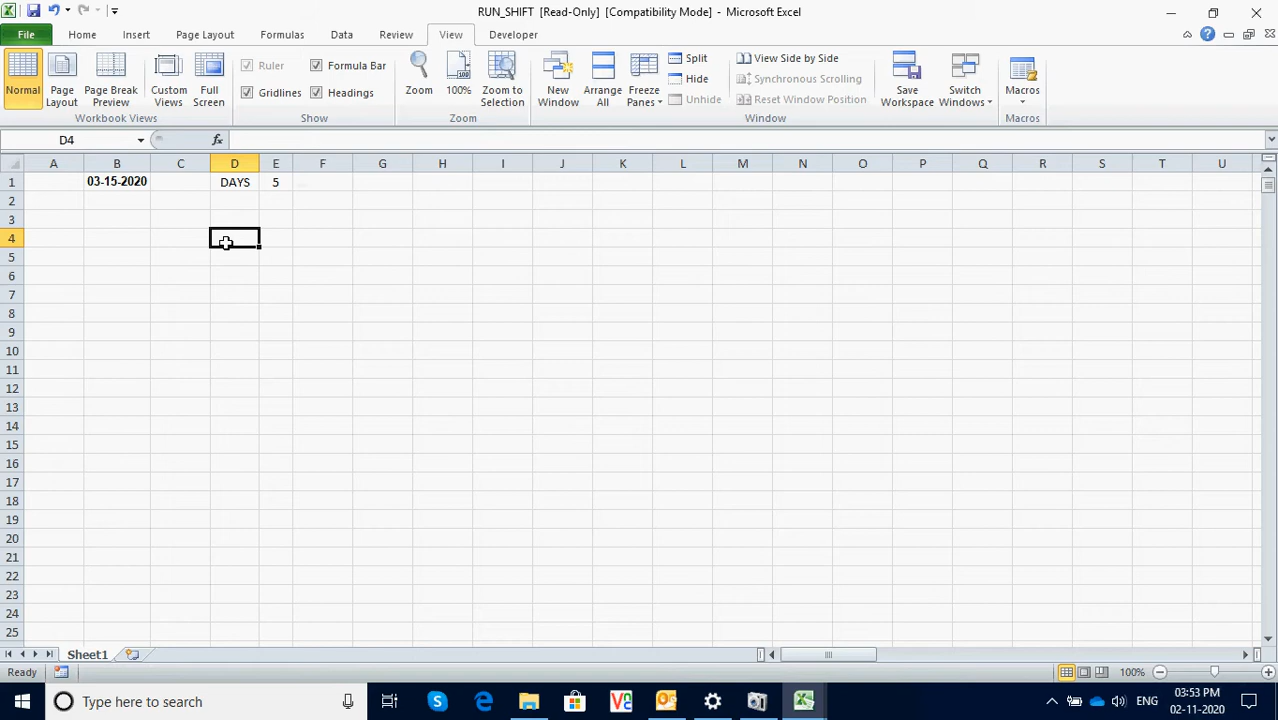 RUN_SHIFT [Read-Only] [Compatibility Mode] - Microsoft Excel
File Home Insert Page Layout Formulas Data Review View Developer
Normal Page Layout Page Break Preview Custom Views Full Screen
Workbook Views
Ruler Formula Bar
Gridlines Headings
Show
Zoom 100% Zoom to Selection
Zoom
New Window Arrange All Freeze Panes
Split
Hide
Unhide
View Side by Side
Synchronous Scrolling
Reset Window Position
Save Workspace Switch Windows
Window
Macros
Macros
D4 fx
A B C D E F G H I J K L M N O P Q R S T U
1 03-15-2020 DAYS 5
2
3
4
5
6
7
8
9
10
11
12
13
14
15
16
17
18
19
20
21
22
23
24
25
Sheet1
Ready 100%
Type here to search ENG 03:53 PM
02-11-2020